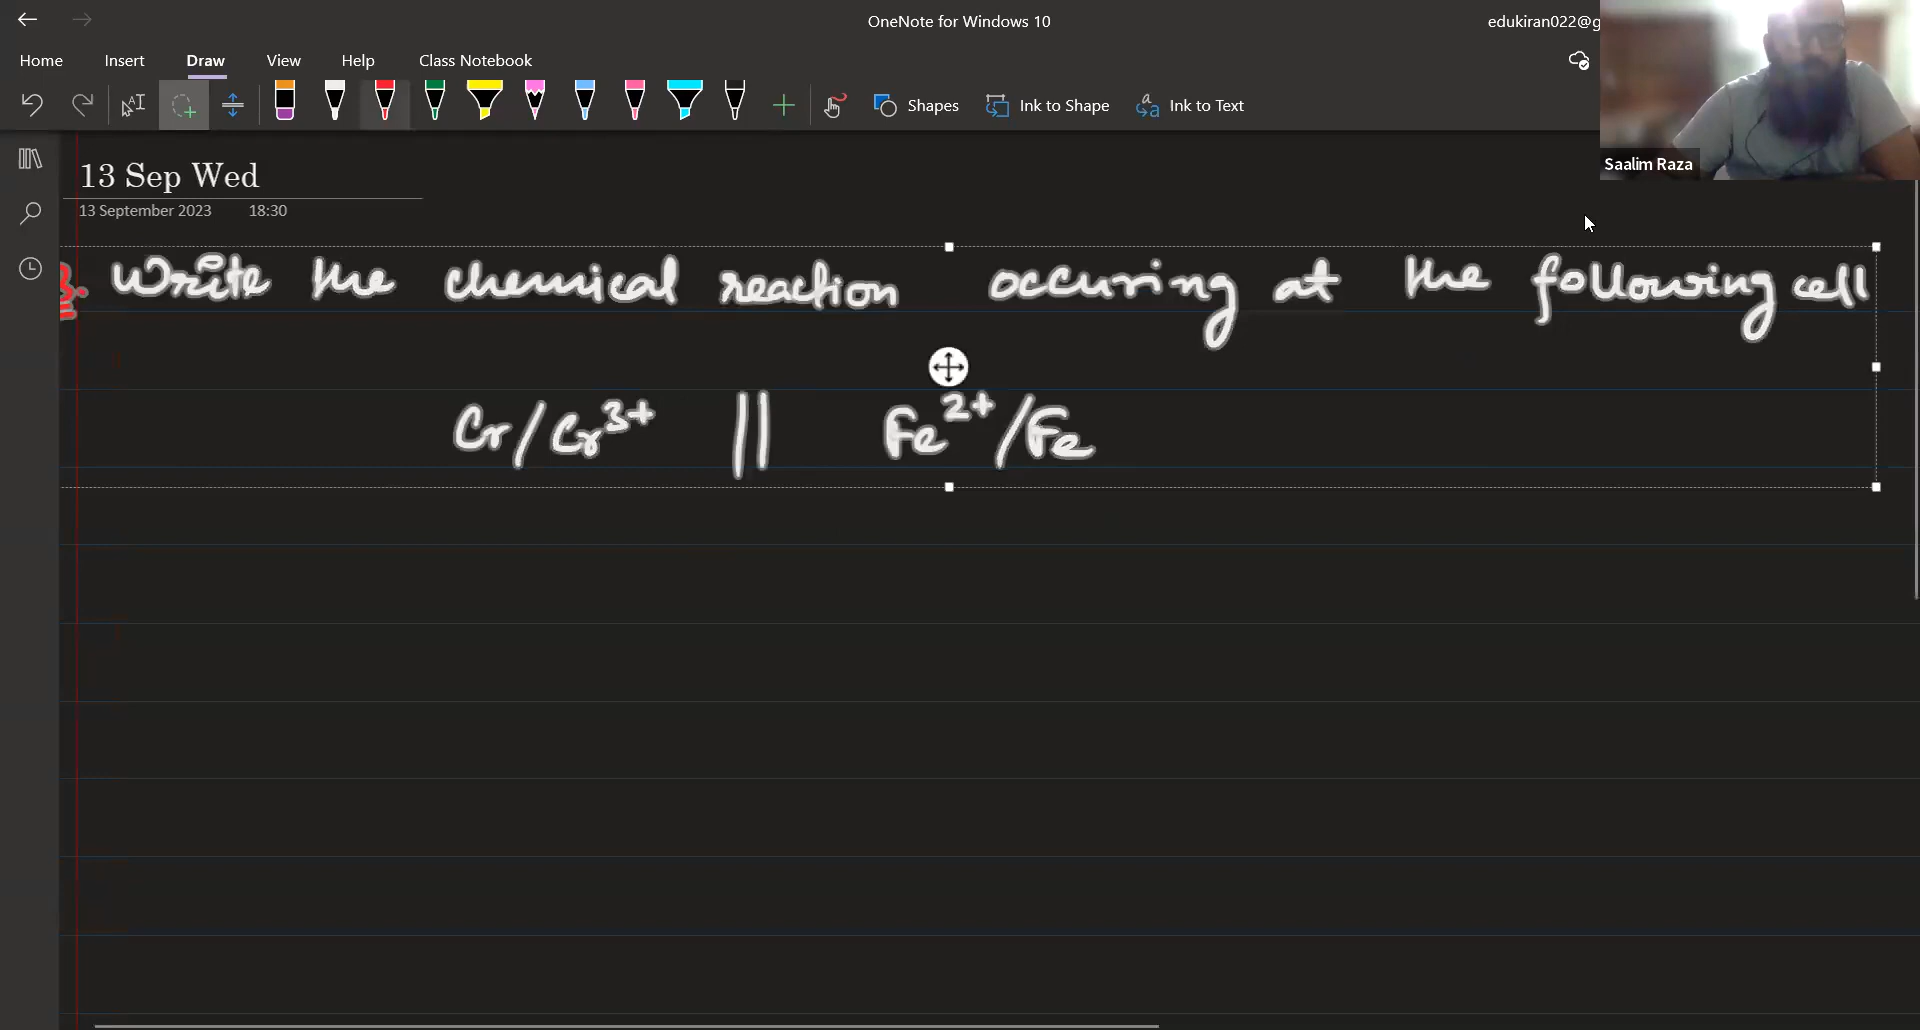 OneNote for Windows 10
edukiran022@g
Home Insert Draw View Help Class Notebook
Shapes Ink to Shape Ink to Text
Saalim Raza
13 Sep Wed
13 September 2023 18:30
Write the chemical reaction occuring at the following cell
Cr/Cr³⁺ || Fe²⁺/Fe